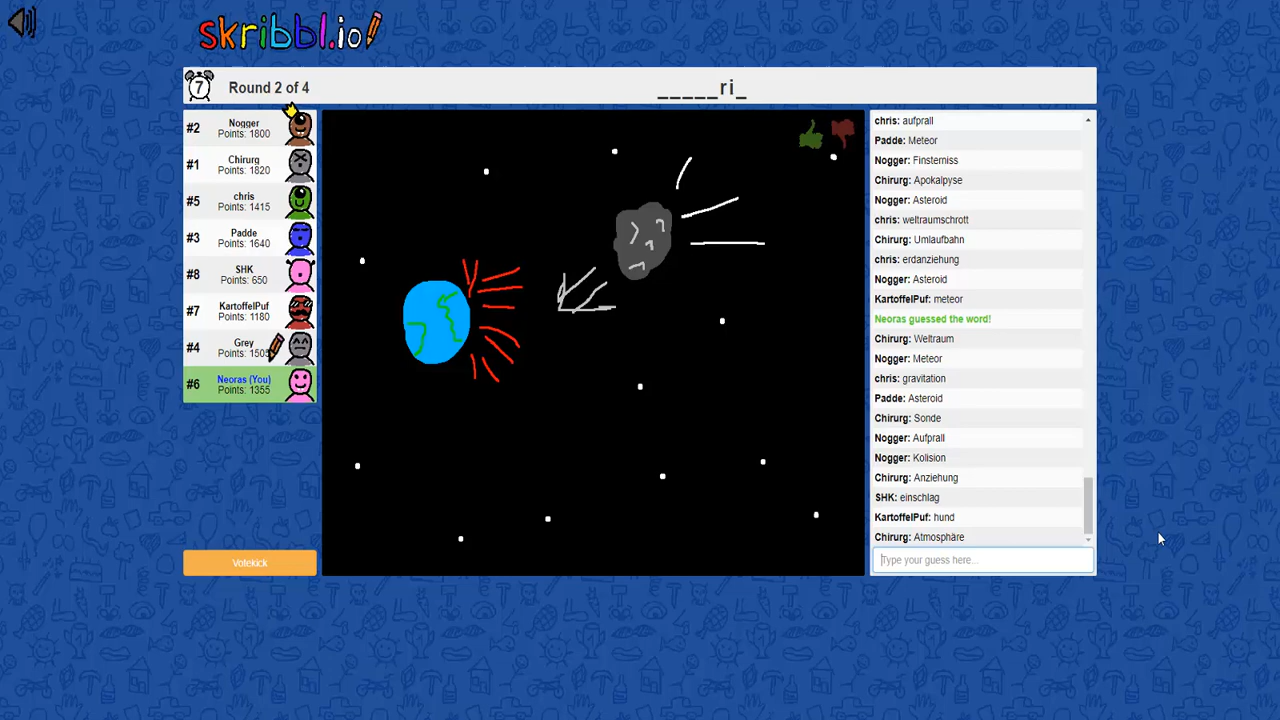 skribbl.io
7
Round 2 of 4
_____ri_
#2
Nogger
Points: 1800
#1
Chirurg
Points: 1820
#5
chris
Points: 1415
#3
Padde
Points: 1640
#8
SHK
Points: 650
#7
KartoffelPuf
Points: 1180
#4
Grey
Points: 1505
#6
Neoras (You)
Points: 1355
Votekick
chris: aufprall
Padde: Meteor
Nogger: Finsterniss
Chirurg: Apokalpyse
Nogger: Asteroid
chris: weltraumschrott
Chirurg: Umlaufbahn
chris: erdanziehung
Nogger: Asteroid
KartoffelPuf: meteor
Neoras guessed the word!
Chirurg: Weltraum
Nogger: Meteor
chris: gravitation
Padde: Asteroid
Chirurg: Sonde
Nogger: Aufprall
Nogger: Kolision
Chirurg: Anziehung
SHK: einschlag
KartoffelPuf: hund
Chirurg: Atmosphäre
Type your guess here...